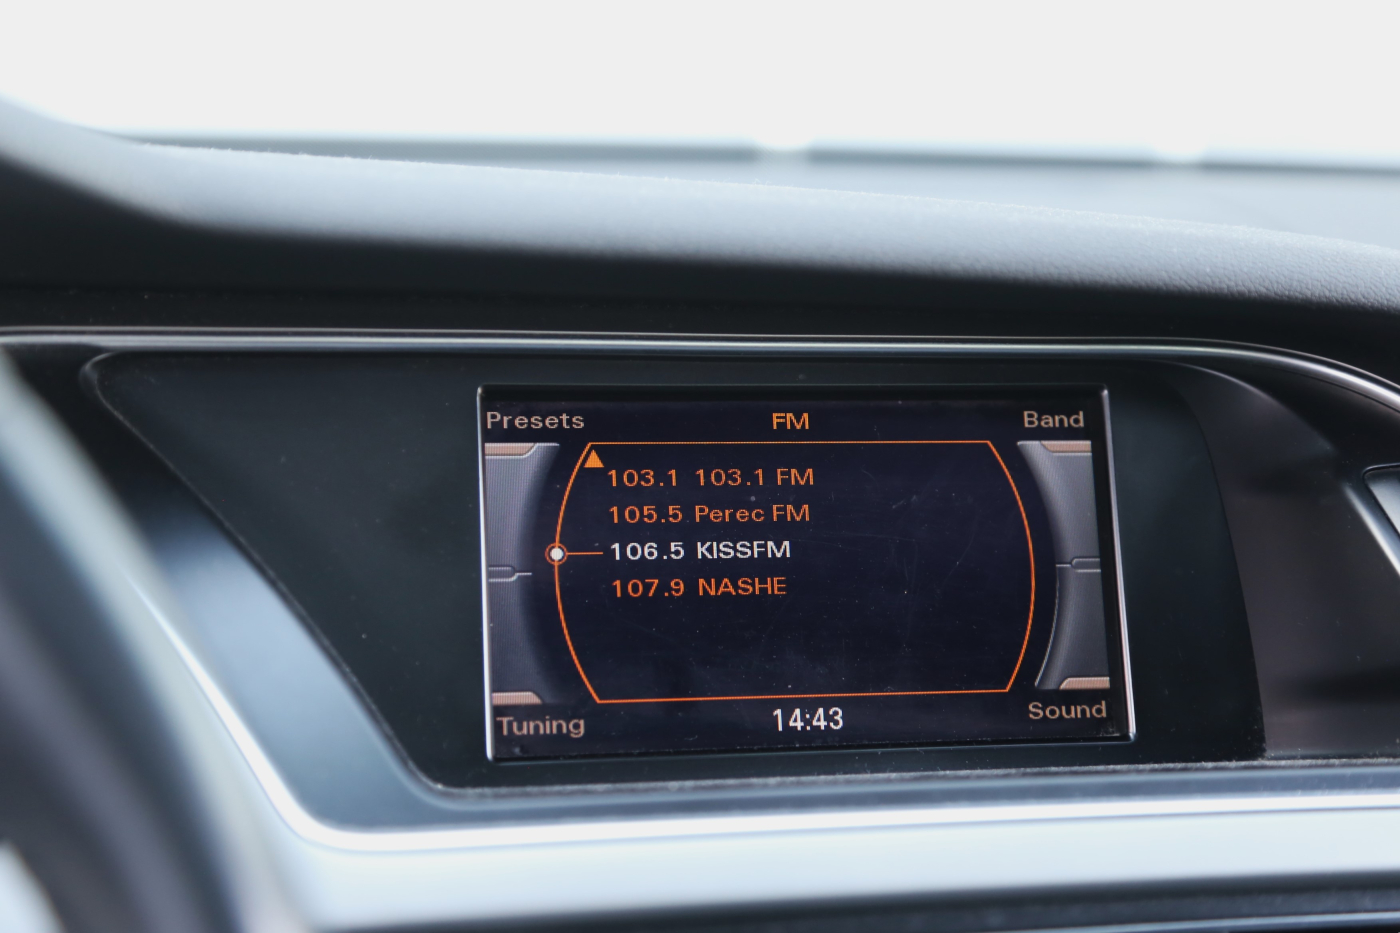 Presets FM Band
103.1 103.1 FM
105.5 Perec FM
106.5 KISSFM
107.9 NASHE
Tuning 14:43 Sound